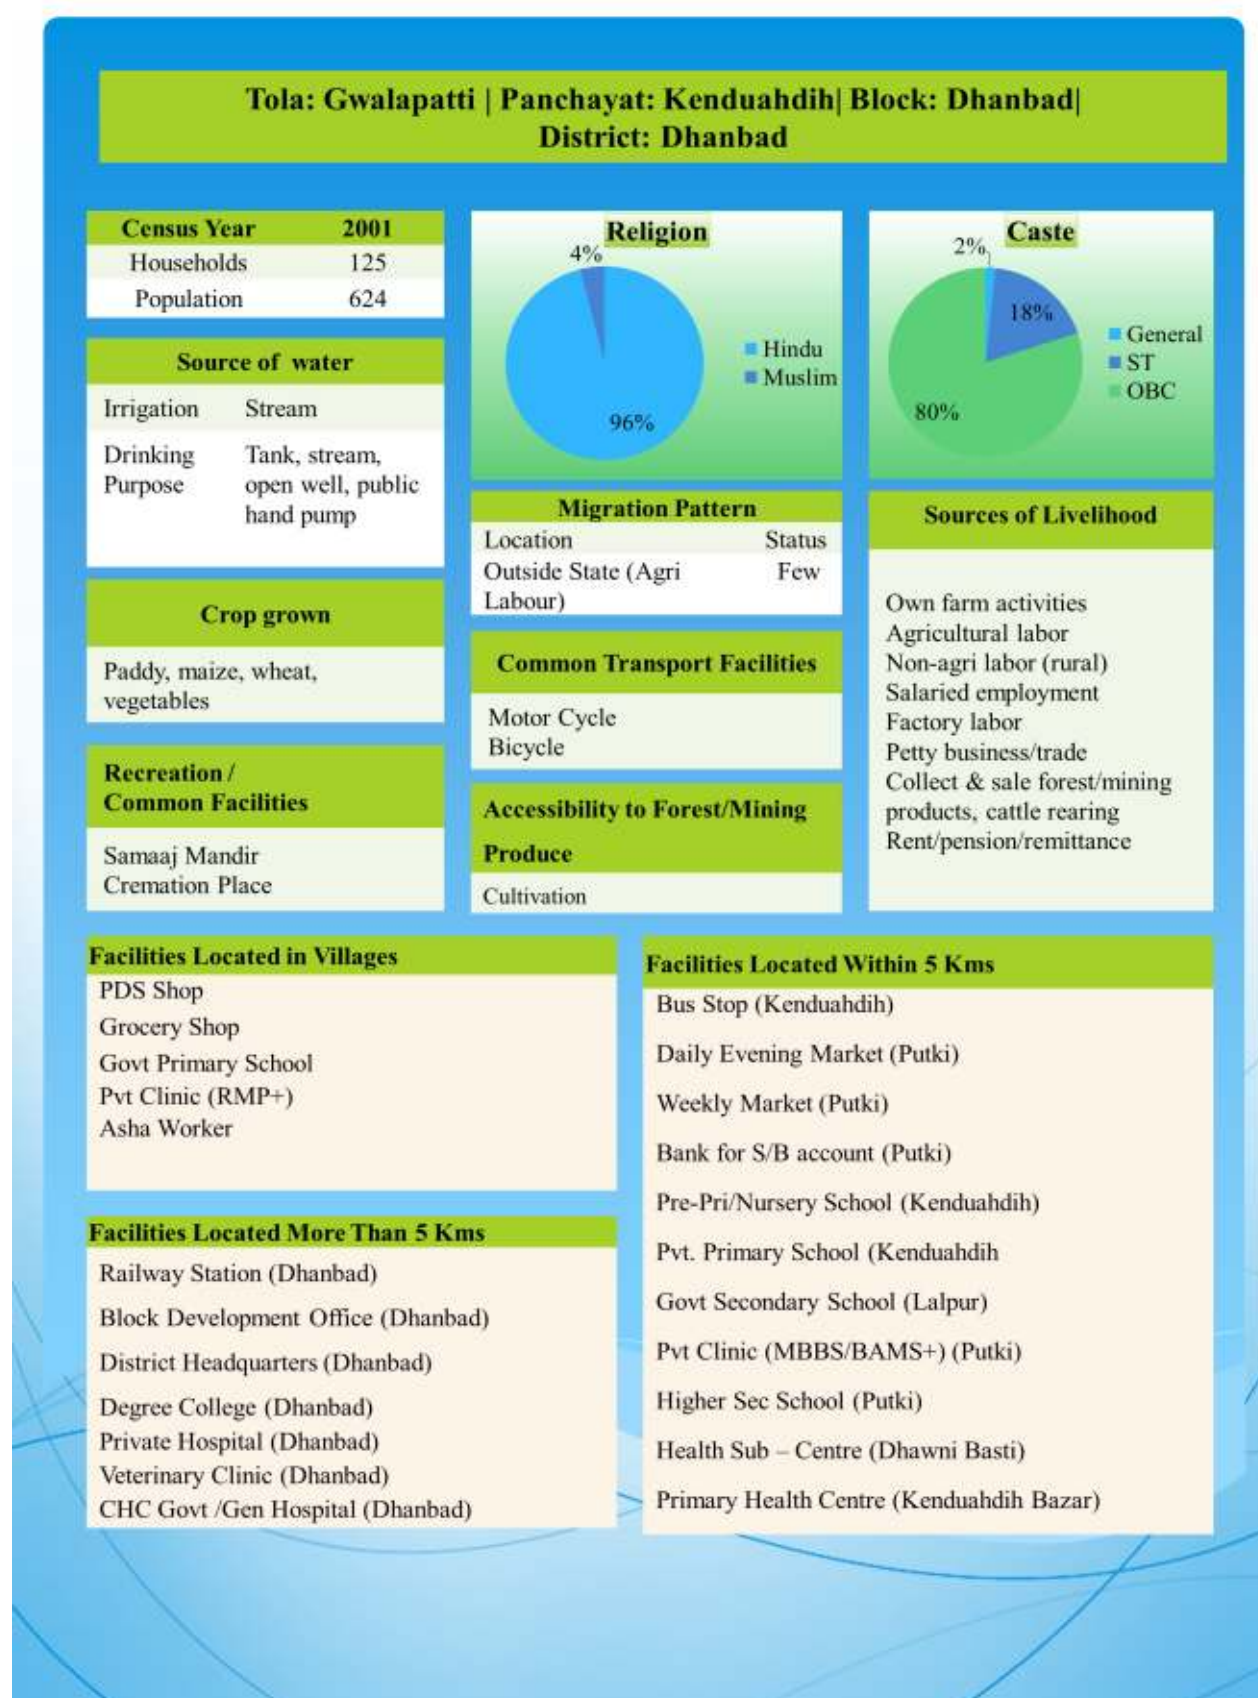 Tola: Gwalapatti | Panchayat: Kenduahdih| Block: Dhanbad|
District: Dhanbad
Census Year 2001
Households 125
Population 624
Source of water
Irrigation Stream
Drinking Purpose Tank, stream,
open well, public
hand pump
Crop grown
Paddy, maize, wheat,
vegetables
Recreation /
Common Facilities
Samaaj Mandir
Cremation Place
Religion
4%
96%
Hindu
Muslim
Migration Pattern
Location Status
Outside State (Agri Few
Labour)
Common Transport Facilities
Motor Cycle
Bicycle
Accessibility to Forest/Mining
Produce
Cultivation
Caste
2%
18%
80%
General
ST
OBC
Sources of Livelihood
Own farm activities
Agricultural labor
Non-agri labor (rural)
Salaried employment
Factory labor
Petty business/trade
Collect & sale forest/mining
products, cattle rearing
Rent/pension/remittance
Facilities Located in Villages
PDS Shop
Grocery Shop
Govt Primary School
Pvt Clinic (RMP+)
Asha Worker
Facilities Located More Than 5 Kms
Railway Station (Dhanbad)
Block Development Office (Dhanbad)
District Headquarters (Dhanbad)
Degree College (Dhanbad)
Private Hospital (Dhanbad)
Veterinary Clinic (Dhanbad)
CHC Govt /Gen Hospital (Dhanbad)
Facilities Located Within 5 Kms
Bus Stop (Kenduahdih)
Daily Evening Market (Putki)
Weekly Market (Putki)
Bank for S/B account (Putki)
Pre-Pri/Nursery School (Kenduahdih)
Pvt. Primary School (Kenduahdih
Govt Secondary School (Lalpur)
Pvt Clinic (MBBS/BAMS+) (Putki)
Higher Sec School (Putki)
Health Sub – Centre (Dhawni Basti)
Primary Health Centre (Kenduahdih Bazar)